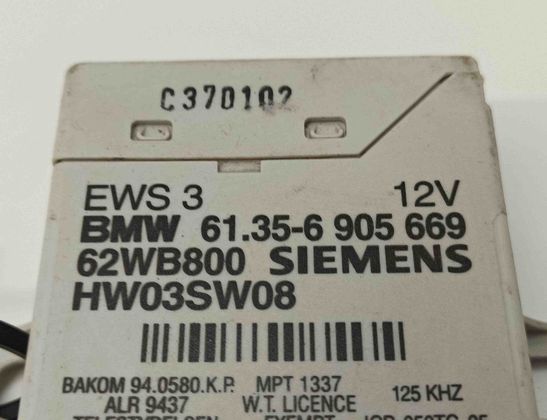 C370102
EWS 3 12V
BMW 61.35-6 905 669
62WB800 SIEMENS
HW03SW08
BAKOM 94.0580.K.P. MPT 1337 125 KHZ
ALR 9437 W.T. LICENCE